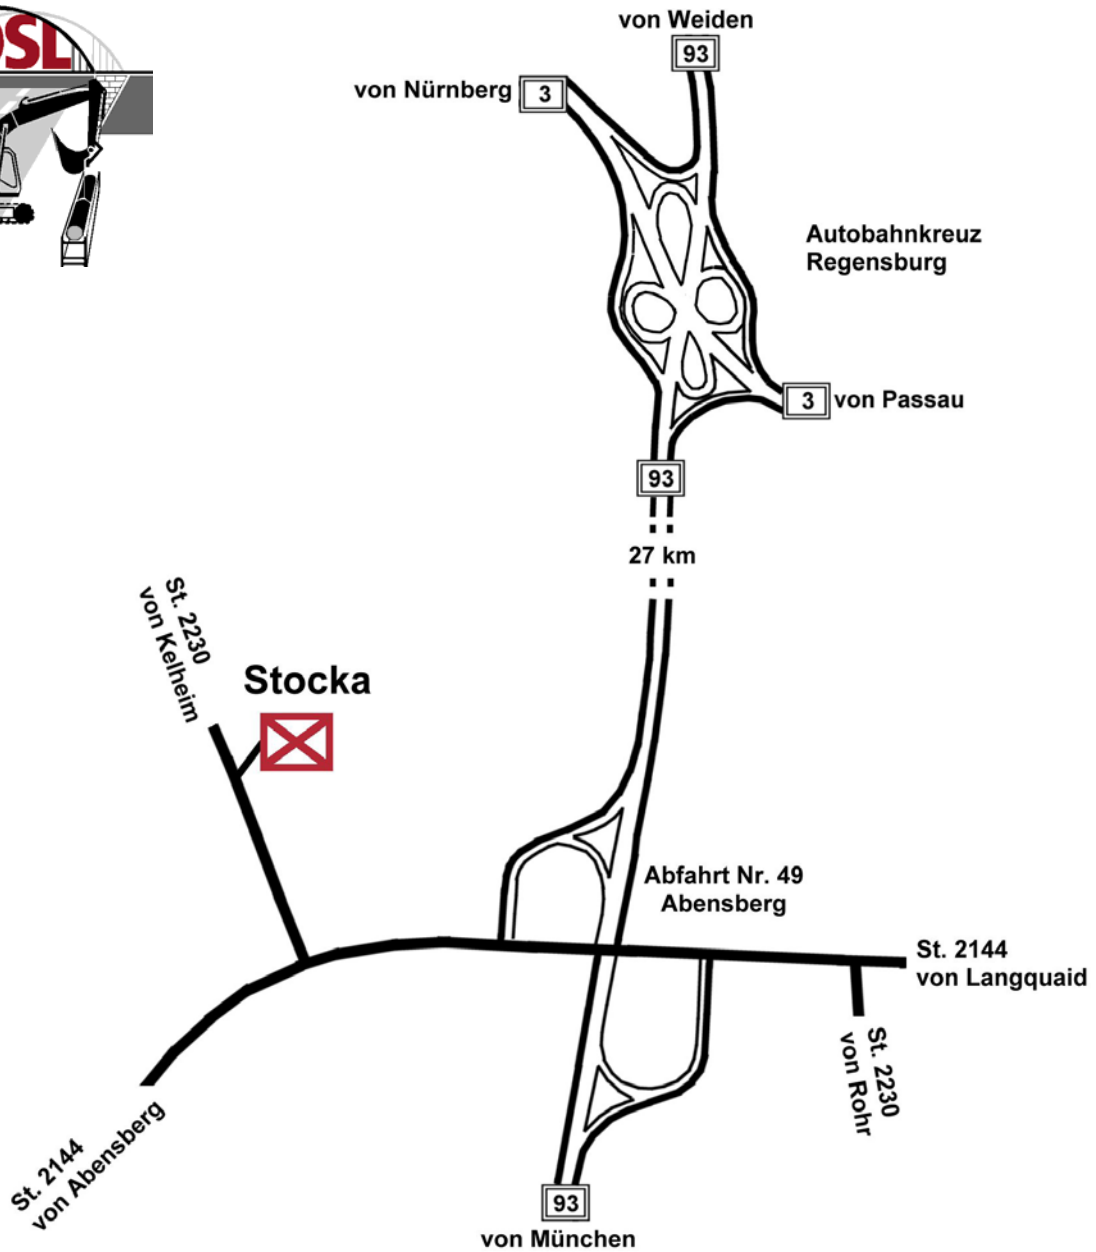 von Weiden
93
von Nürnberg
3
Autobahnkreuz
Regensburg
3
von Passau
93
27 km
St. 2230
von Kelheim
Stocka
Abfahrt Nr. 49
Abensberg
St. 2144
von Langquaid
St. 2230
von Rohr
St. 2144
von Abensberg
93
von München